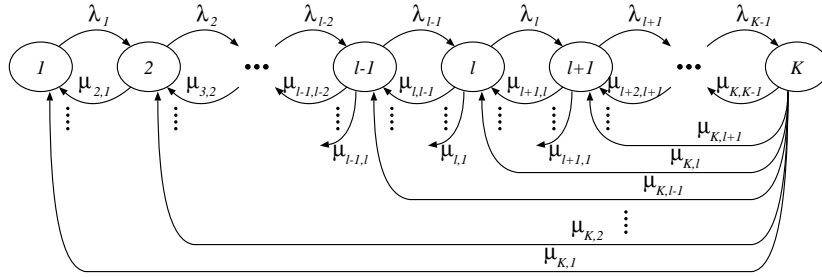 λ1 λ2 λl-2 λl-1 λl λl+1 λK-1
1 2 ••• l-1 l l+1 ••• K
μ2,1 μ3,2 μl-1,l-2 μl,l-1 μl+1,l μl+2,l+1 μK,K-1
μl-1,l μl,1 μl+1,1 μK,l+1
μK,l
μK,l-1
μK,2
μK,1